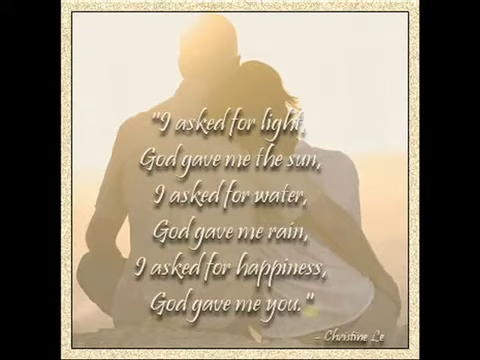 "I asked for light,
God gave me the sun,
I asked for water,
God gave me rain,
I asked for happiness,
God gave me you."
- Christine Le